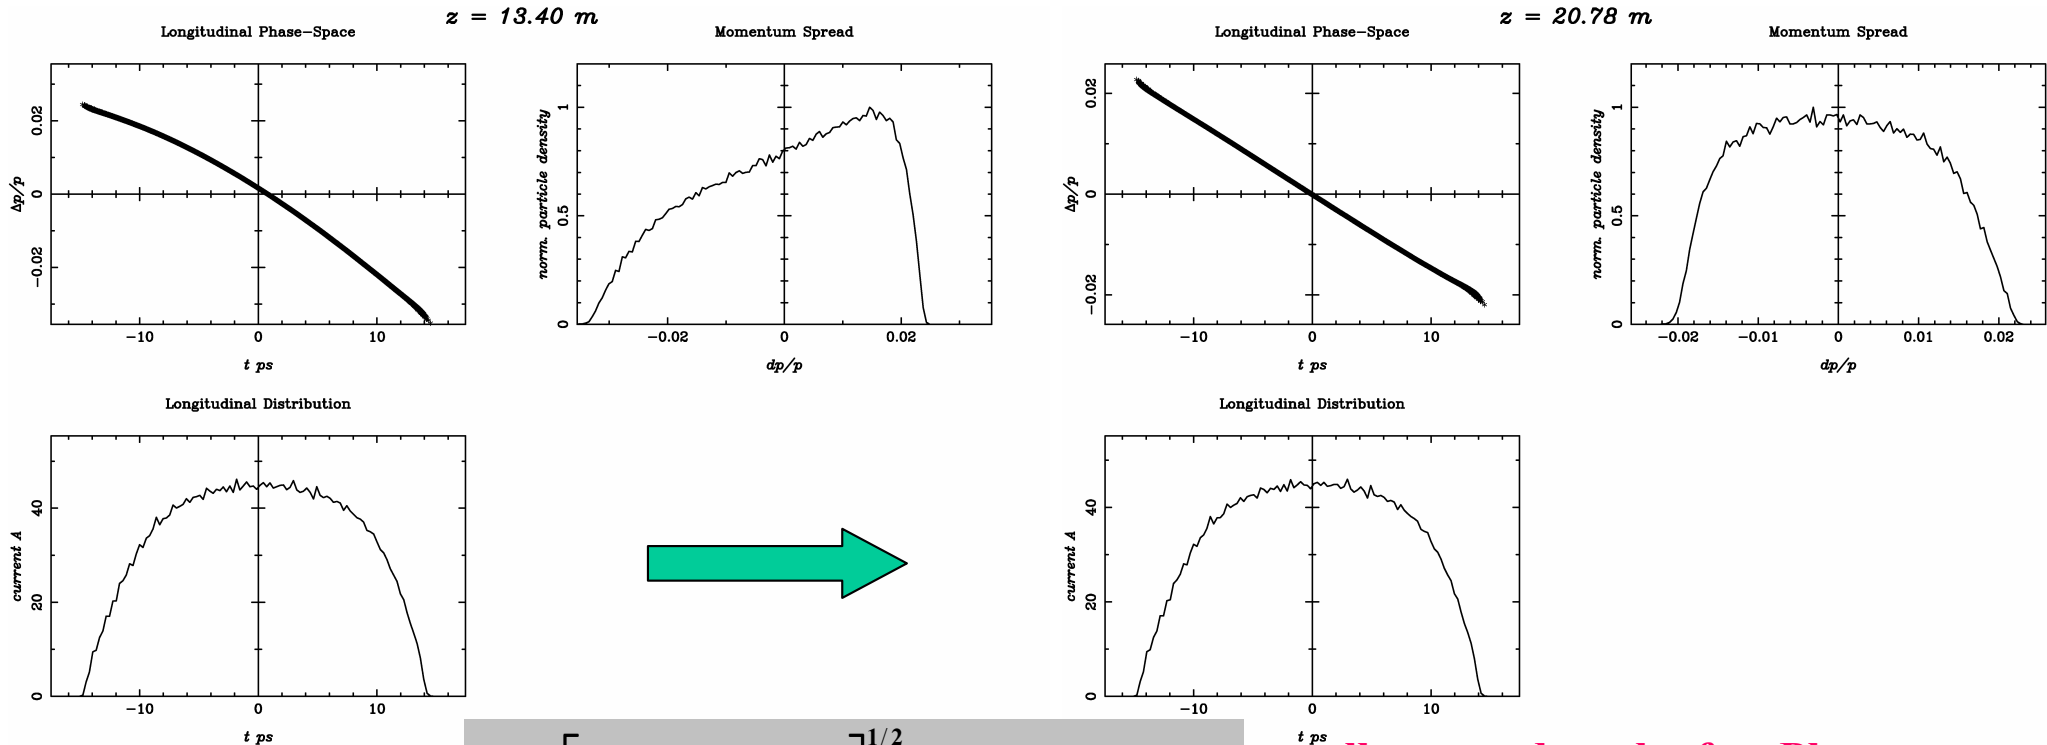 z = 13.40 m
Longitudinal Phase-Space
Momentum Spread
Δp/p
0.02
0
-0.02
-10
0
10
t ps
norm. particle density
1
0.5
0
-0.02
0
0.02
dp/p
Longitudinal Distribution
current A
40
20
0
-10
0
10
t ps
z = 20.78 m
Longitudinal Phase-Space
Momentum Spread
Δp/p
0.02
0
-0.02
-10
0
10
t ps
norm. particle density
1
0.5
0
-0.02
-0.01
0
0.01
0.02
dp/p
Longitudinal Distribution
current A
40
20
0
-10
0
10
t ps
1/2